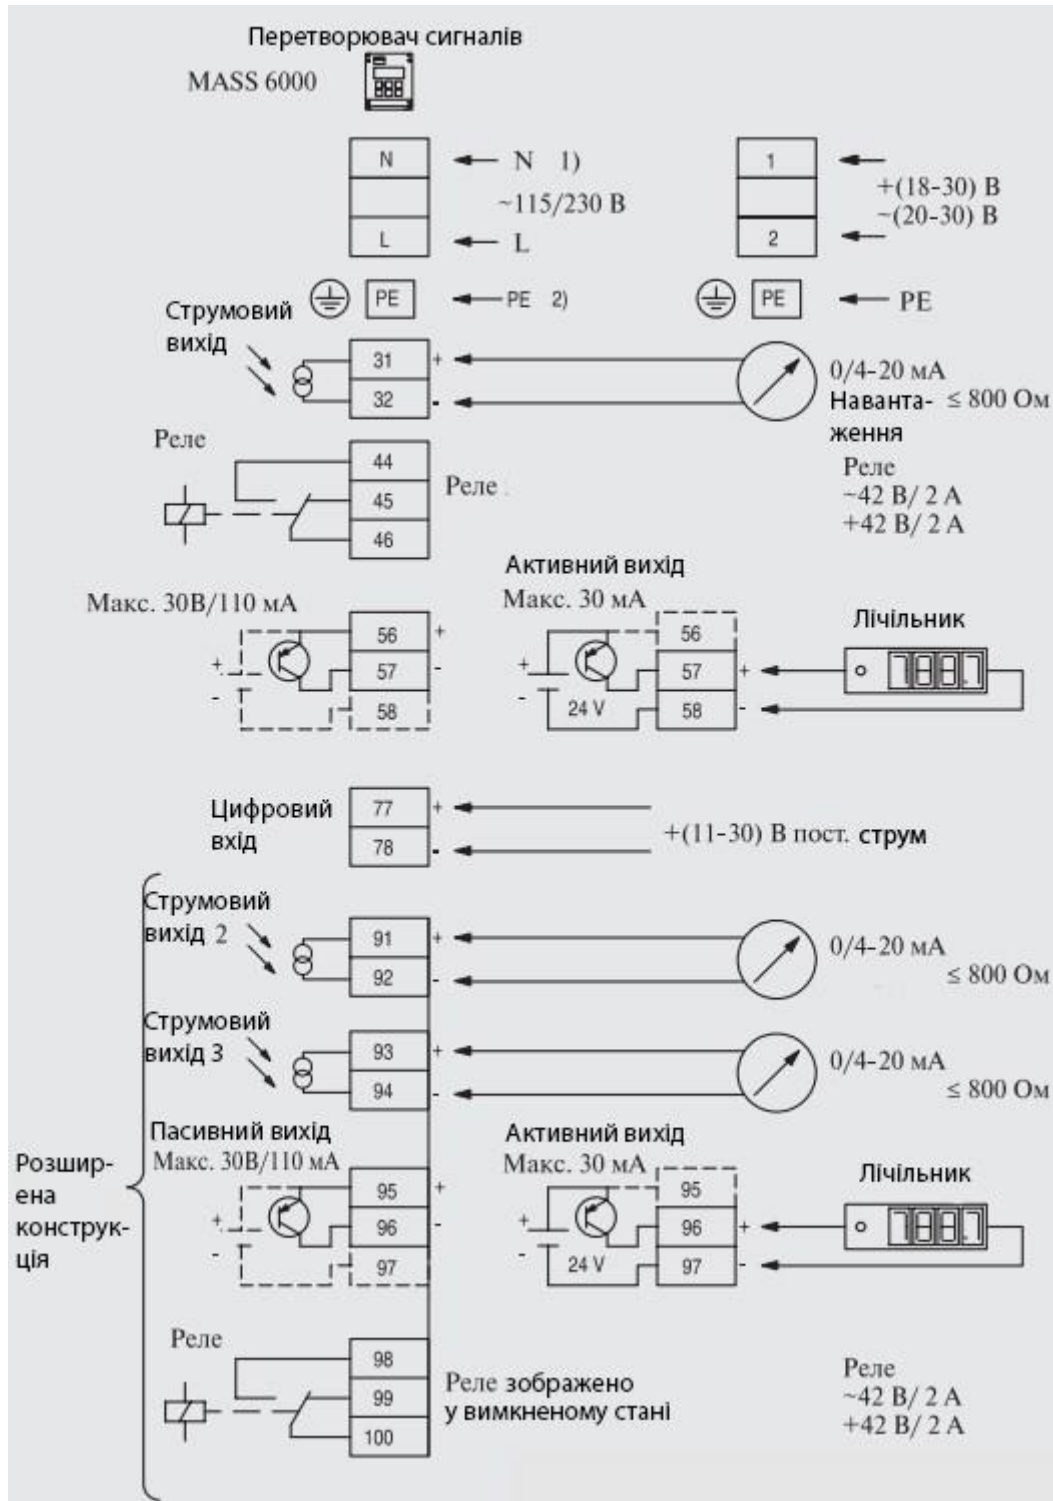 Перетворювач сигналів
MASS 6000
N
N 1)
~115/230 В
L
L
1
+(18-30) В
~(20-30) В
2
PE
PE 2)
PE
PE
Струмовий
вихід
31
+
32
-
0/4-20 мА
Наванта-
ження
≤ 800 Ом
Реле
44
45
46
Реле
Реле
~42 В/ 2 А
+42 В/ 2 А
Макс. 30В/110 мА
+
-
56
+
57
-
58
Активний вихід
Макс. 30 мА
+
-
24 V
56
57
+
58
-
Лічільник
7887
Цифровий
вхід
77
+
78
-
+(11-30) В пост. струм
Розшир-
ена
конструк-
ція
Струмовий
вихід 2
91
+
92
-
0/4-20 мА
≤ 800 Ом
Струмовий
вихід 3
93
+
94
-
0/4-20 мА
≤ 800 Ом
Пасивний вихід
Макс. 30В/110 мА
+
-
95
+
96
-
97
Активний вихід
Макс. 30 мА
+
-
24 V
95
96
+
97
-
Лічільник
7887
Реле
98
99
100
Реле зображено
у вимкненому стані
Реле
~42 В/ 2 А
+42 В/ 2 А